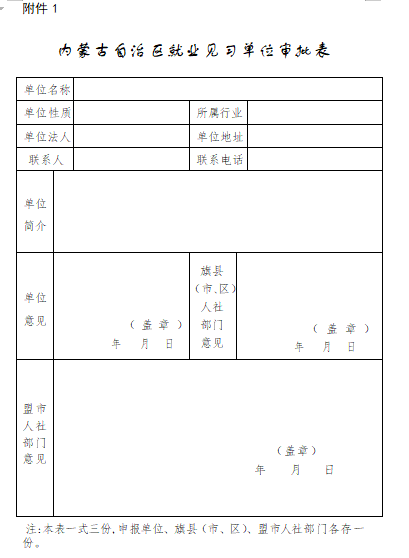 附件 1
内蒙古自治区就业见习单位审批表
单位名称
单位性质 所属行业
单位法人 单位地址
联系人 联系电话
单位
简介
单位
意见
（盖章）
年 月 日
旗县
（市、区）
人社
部门
意见
（盖章）
年 月 日
盟市
人社
部门
意见
（盖章）
年 月 日
注:本表一式三份,申报单位、旗县（市、区）、盟市人社部门各存一
份。